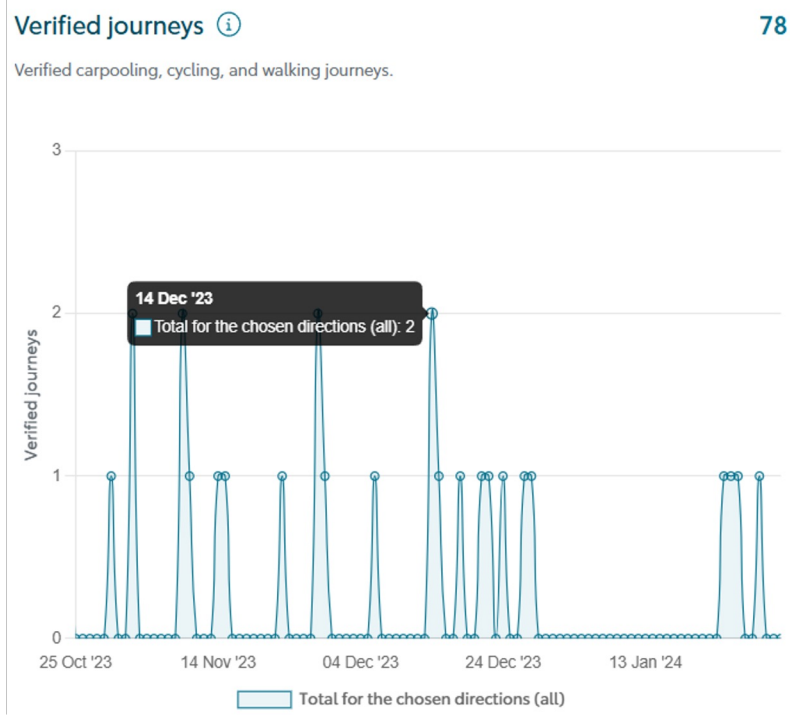 Verified journeys
78
Verified carpooling, cycling, and walking journeys.
3
14 Dec '23
2
Total for the chosen directions (all): 2
Verified journeys
1
0
25 Oct '23
14 Nov '23
04 Dec '23
24 Dec '23
13 Jan '24
Total for the chosen directions (all)